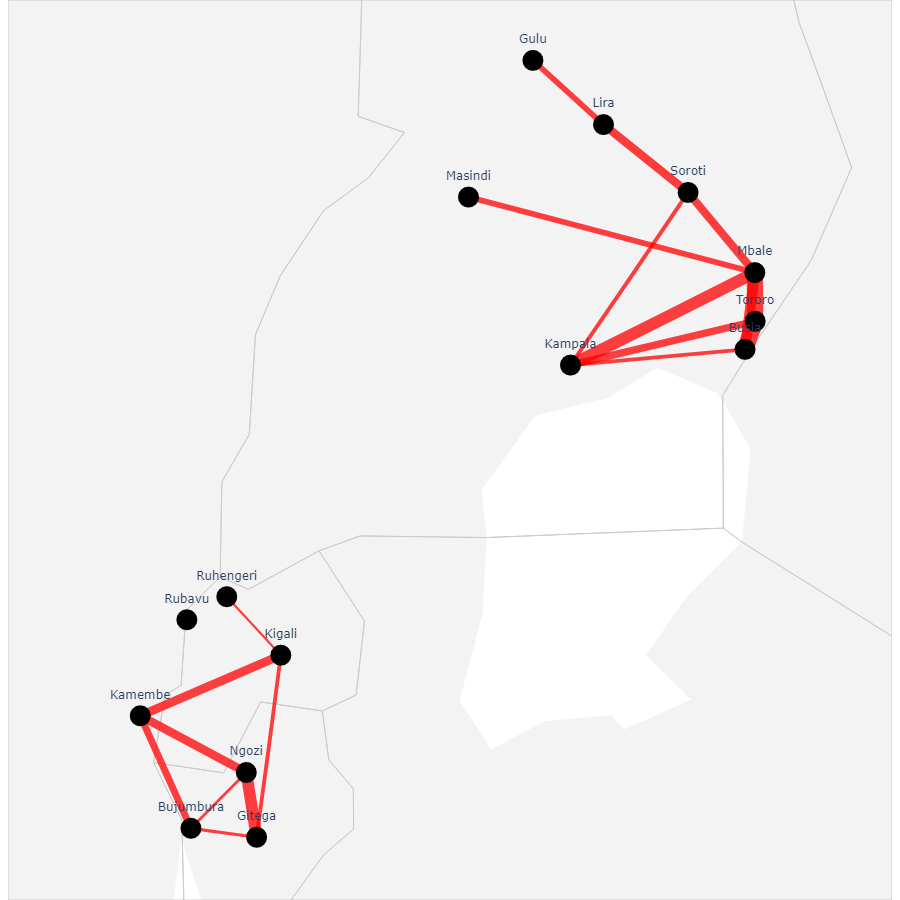 Gulu
Lira
Soroti
Masindi
Mbale
Tororo
Busia
Kampala
Ruhengeri
Rubavu
Kigali
Kamembe
Ngozi
Bujumbura
Gitega